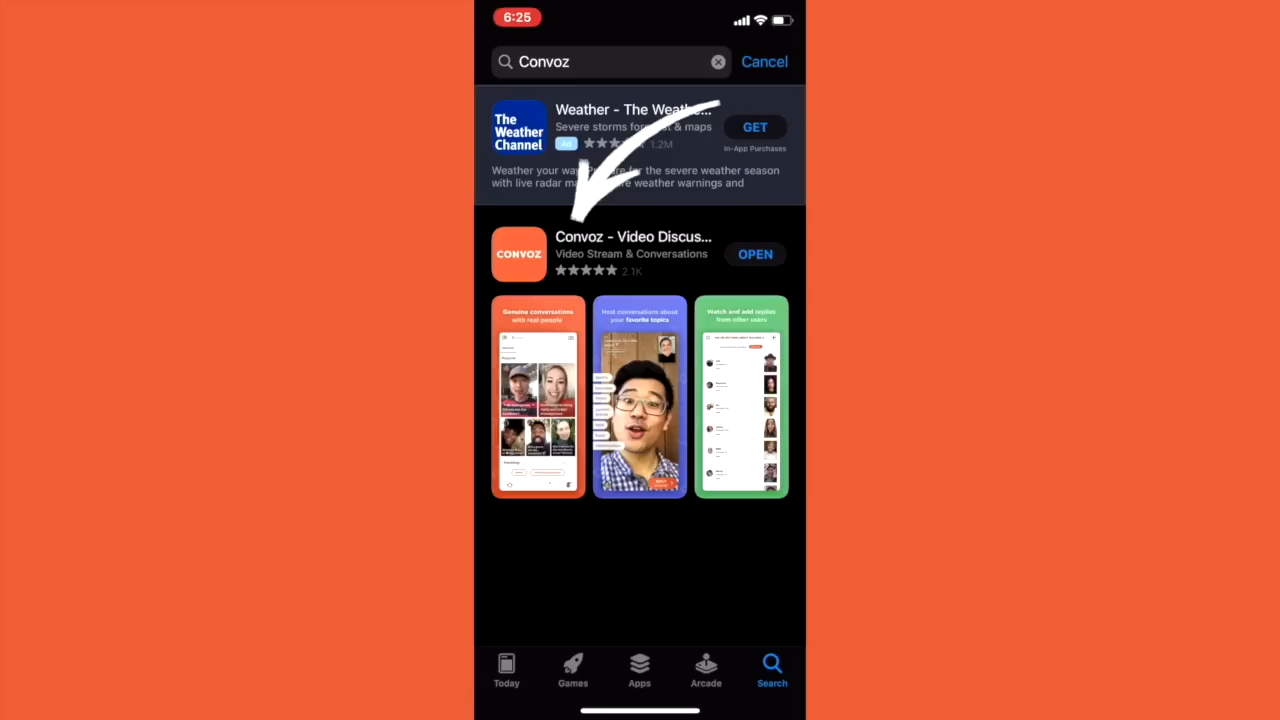 6:25
Convoz
Cancel
The
Weather
Channel
Weather - The Weathe...
Severe storms & maps
GET
Ad
1.2M
In-App Purchases
Weather your way. for the severe weather season
with live radar weather warnings and
CONVOZ
Convoz - Video Discus...
Video Stream & Conversations
OPEN
2.1K
Genuine conversations
with real people
Host conversations about
your favorite topics
Watch and add replies
from other users
Today
Games
Apps
Arcade
Search